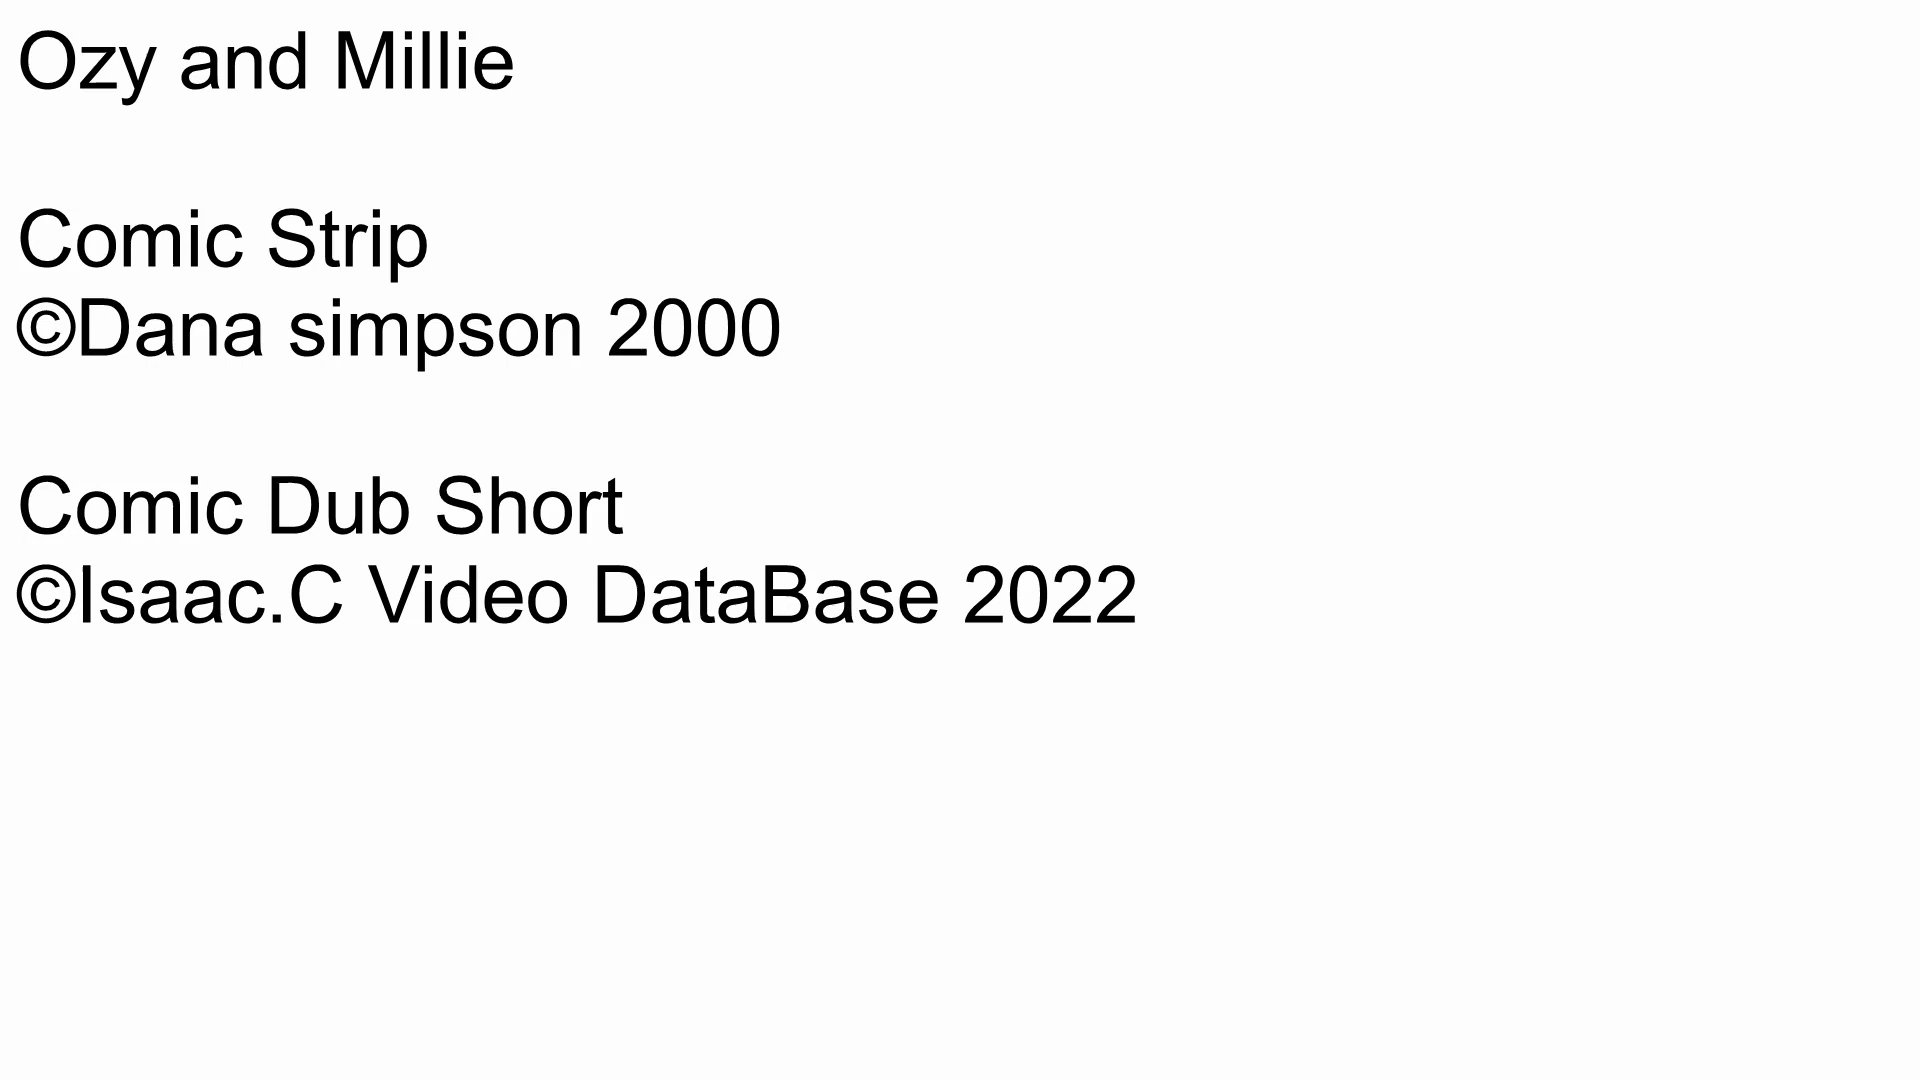 Ozy and Millie
Comic Strip
©Dana simpson 2000
Comic Dub Short
©Isaac.C Video DataBase 2022